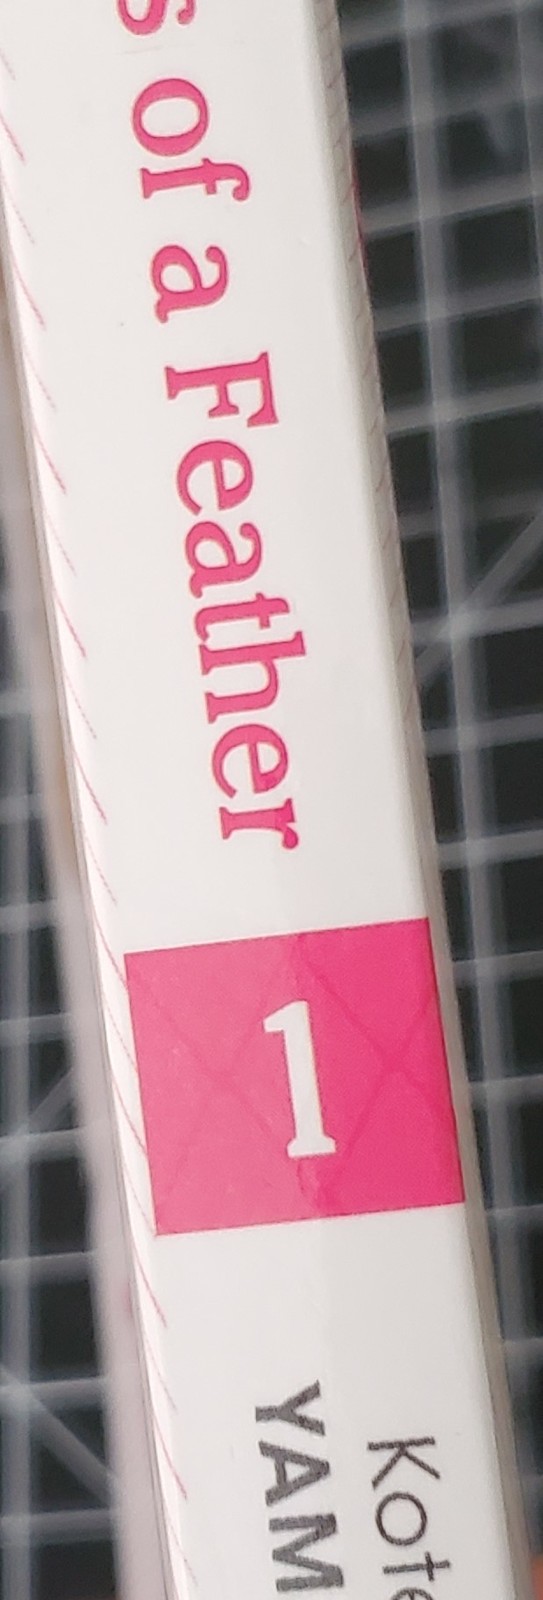 s of a Feather
1
Kote
YAM